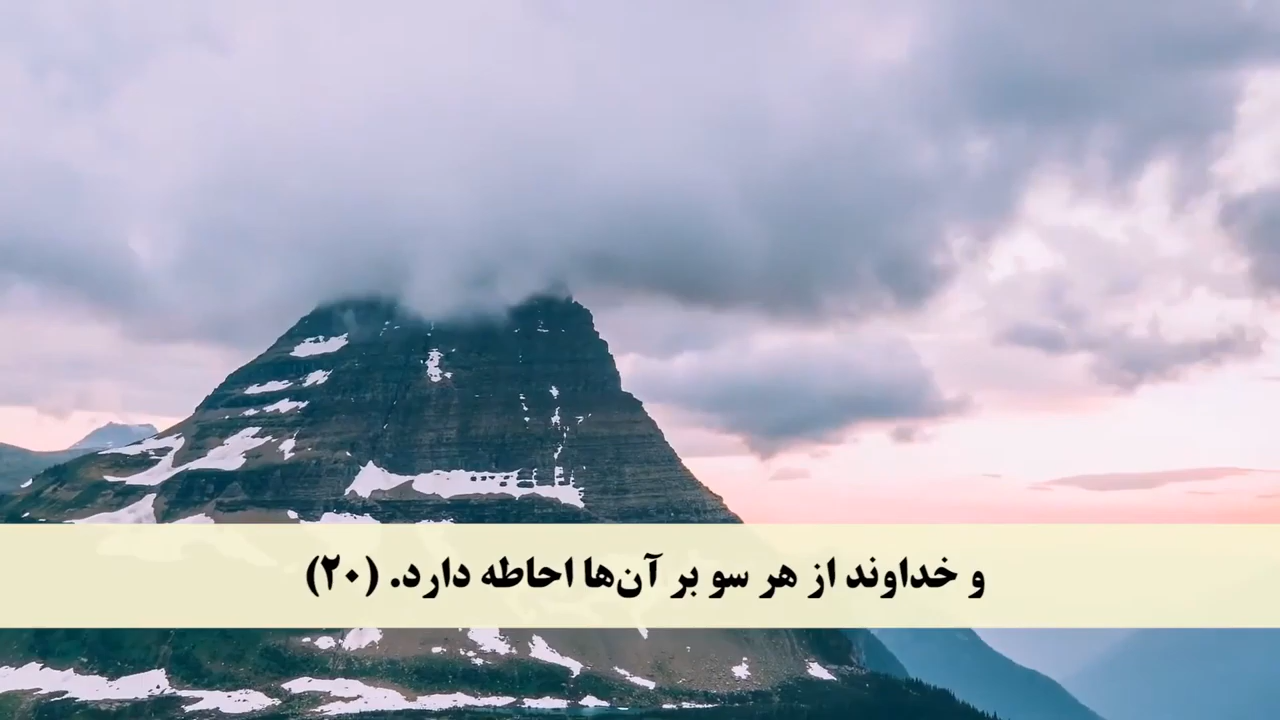 و خداوند از هر سو بر آن‌ها احاطه دارد. (۲۰)